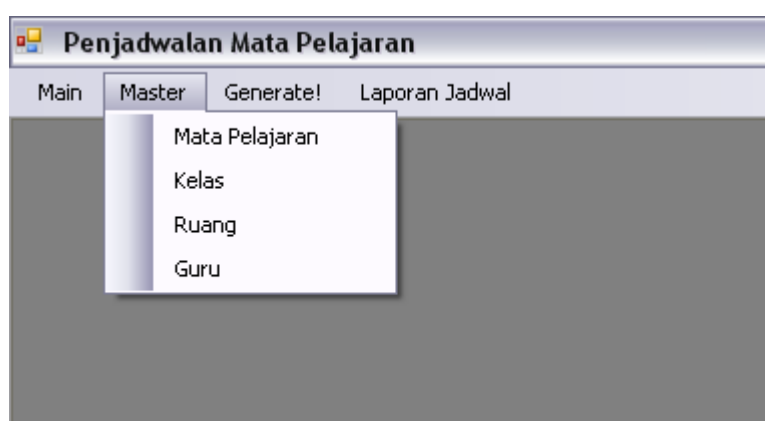 Penjadwalan Mata Pelajaran
Main Master Generate! Laporan Jadwal
Mata Pelajaran
Kelas
Ruang
Guru